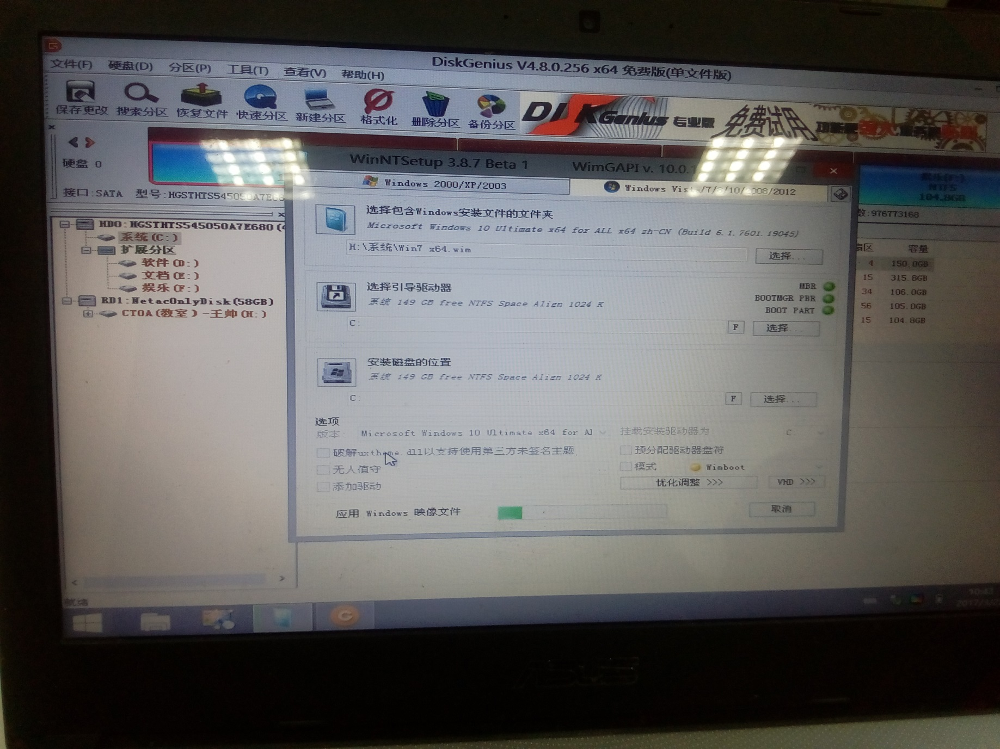 DiskGenius V4.8.0.256 x64 免费版(单文件版)
文件(F) 硬盘(D) 分区(P) 工具(T) 查看(V) 帮助(H)
保存更改 搜索分区 恢复文件 快速分区 新建分区 格式化 删除分区 备份分区
DISKGenius 专业版 免费试用
硬盘 0
接口:SATA 型号:HGSTHTS545050A7E68
NTFS
104.8GB
数:976773168
HD0:HGSTHTS545050A7E680
系统(C:)
扩展分区
软件(D:)
文档(E:)
娱乐(F:)
RD1:NetacOnlyDisk(58GB)
CTOA(教室)-王帅(H:)
WinNTSetup 3.8.7 Beta 1 WimGAPI v. 10.0.
Windows 2000/XP/2003
Windows Vista/7/8/10/2008/2012
选择包含Windows安装文件的文件夹
Microsoft Windows 10 Ultimate x64 for ALL x64 zh-CN (Build 6.1.7601.19045)
H:\系统\Win7 x64.wim
选择...
选择引导驱动器
系统 149 GB free NTFS Space Align 1024 K
MBR
BOOTMGR PBR
BOOT PART
C:
F
选择...
安装磁盘的位置
系统 149 GB free NTFS Space Align 1024 K
C:
F
选择...
选项
版本: Microsoft Windows 10 Ultimate x64 for Al
挂载安装驱动器为: C:
破解uxtheme.dll以支持使用第三方未签名主题
预分配驱动器盘符
无人值守
模式 Wimboot
添加驱动
优化调整 >>>
VHD >>>
应用 Windows 映像文件
取消
扇区 容量
4 150.0GB
15 315.8GB
34 106.0GB
56 105.0GB
15 104.8GB
就绪
ASUS